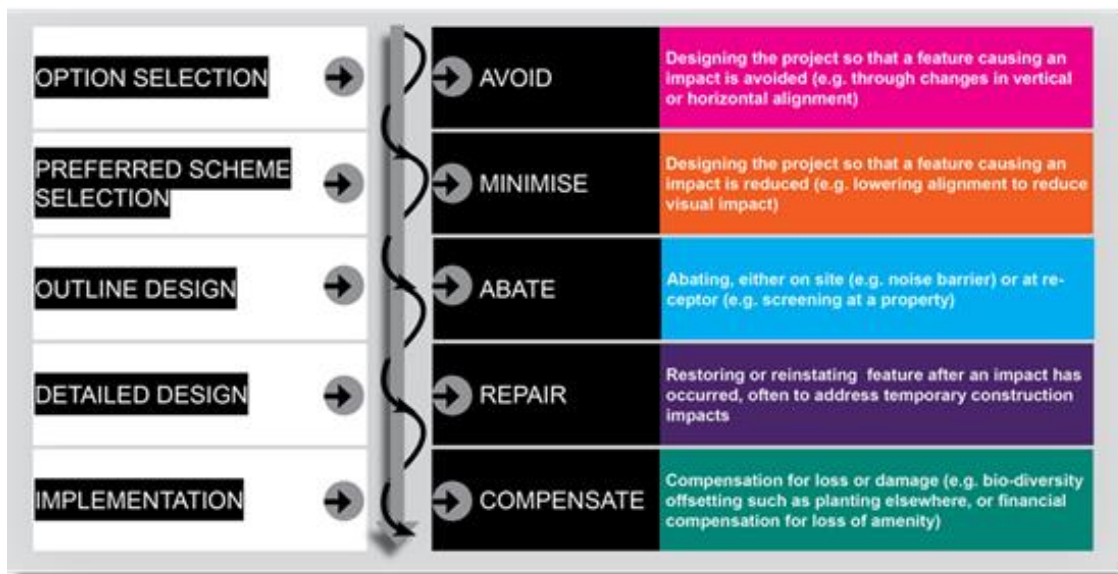 OPTION SELECTION
AVOID
Designing the project so that a feature causing an
impact is avoided (e.g. through changes in vertical
or horizontal alignment)
PREFERRED SCHEME
SELECTION
MINIMISE
Designing the project so that a feature causing an
impact is reduced (e.g. lowering alignment to reduce
visual impact)
OUTLINE DESIGN
ABATE
Abating, either on site (e.g. noise barrier) or at re-
ceptor (e.g. screening at a property)
DETAILED DESIGN
REPAIR
Restoring or reinstating feature after an impact has
occurred, often to address temporary construction
impacts
IMPLEMENTATION
COMPENSATE
Compensation for loss or damage (e.g. bio-diversity
offsetting such as planting elsewhere, or financial
compensation for loss of amenity)